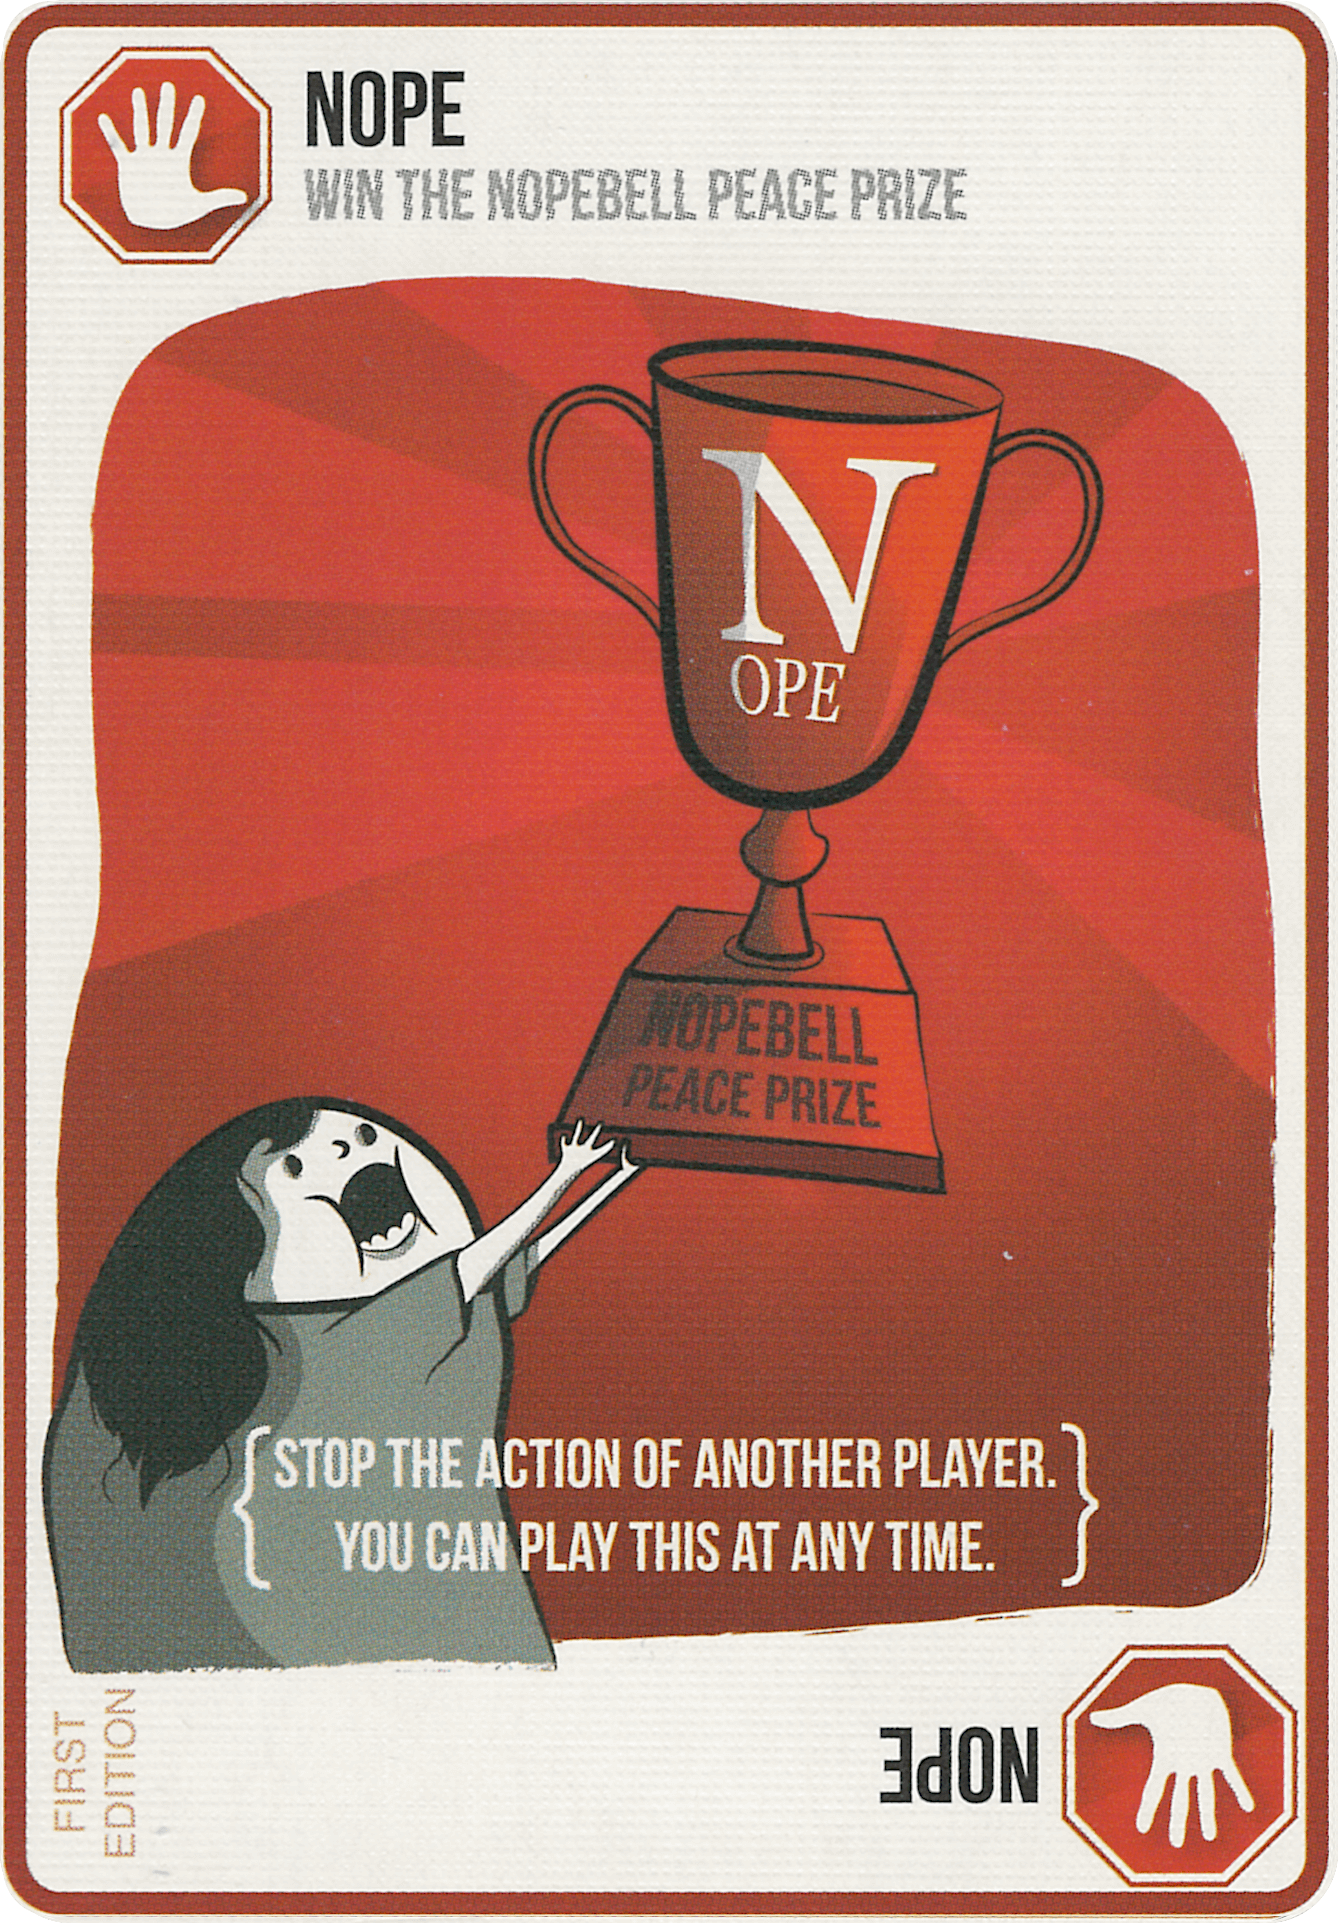 NOPE
WIN THE NOPEBELL PEACE PRIZE
N
OPE
NOPEBELL
PEACE PRIZE
STOP THE ACTION OF ANOTHER PLAYER.
YOU CAN PLAY THIS AT ANY TIME.
FIRST
EDITION
NOPE